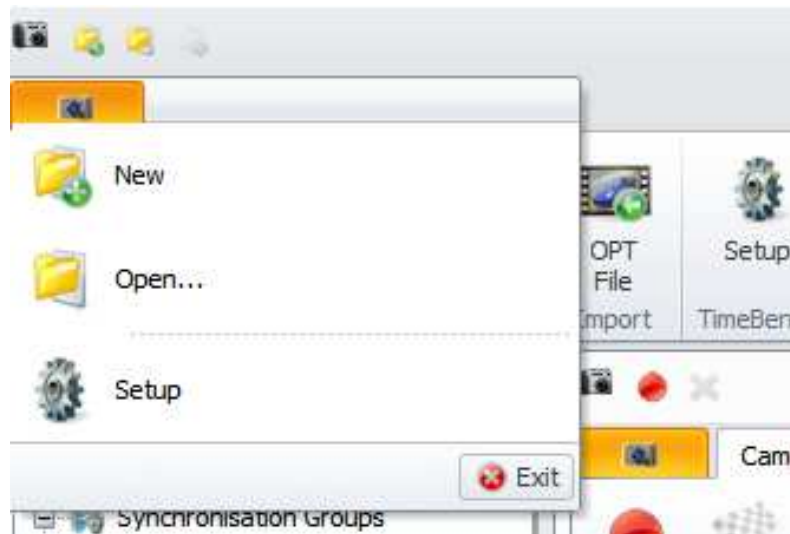 New
Open...
Setup
Exit
OPT
File
Import
Setup
TimeBen
Cam
Synchronisation Groups